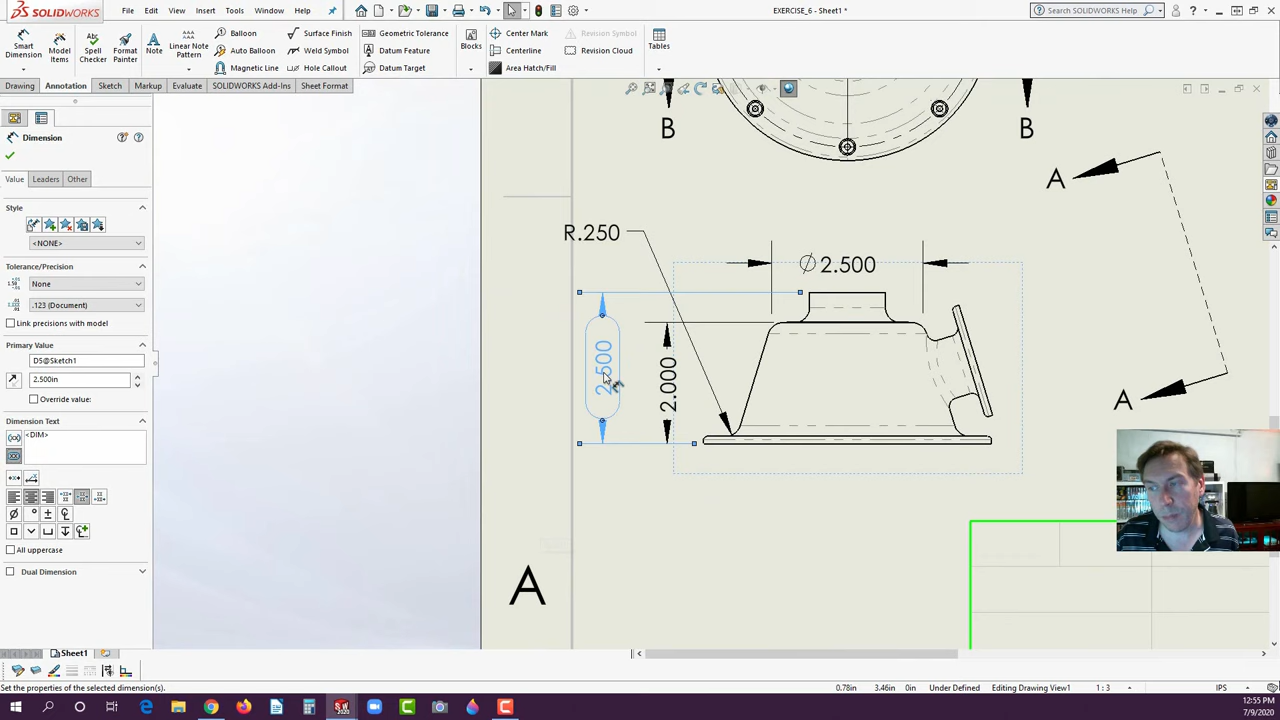 SOLIDWORKS File Edit View Insert Tools Window Help EXERCISE_6 - Sheet1 * Search SOLIDWORKS Help
Smart Dimension
Model Items
Spell Checker
Format Painter
Note
Linear Note Pattern
Balloon
Auto Balloon
Magnetic Line
Surface Finish
Weld Symbol
Hole Callout
Geometric Tolerance
Datum Feature
Datum Target
Blocks
Center Mark
Centerline
Area Hatch/Fill
Revision Symbol
Revision Cloud
Tables
Drawing Annotation Sketch Markup Evaluate SOLIDWORKS Add-Ins Sheet Format
Dimension
Value Leaders Other
Style
<NONE>
Tolerance/Precision
None
.123 (Document)
Link precisions with model
Primary Value
D5@Sketch1
2.500in
Override value:
Dimension Text
<DIM>
All uppercase
Dual Dimension
B B
A
R.250
∅ 2.500
2.500
2.000
A
A
Sheet1
Set the properties of the selected dimension(s). 0.78in 3.46in 0in Under Defined Editing Drawing View1 1 : 3 IPS
12:55 PM
7/9/2020